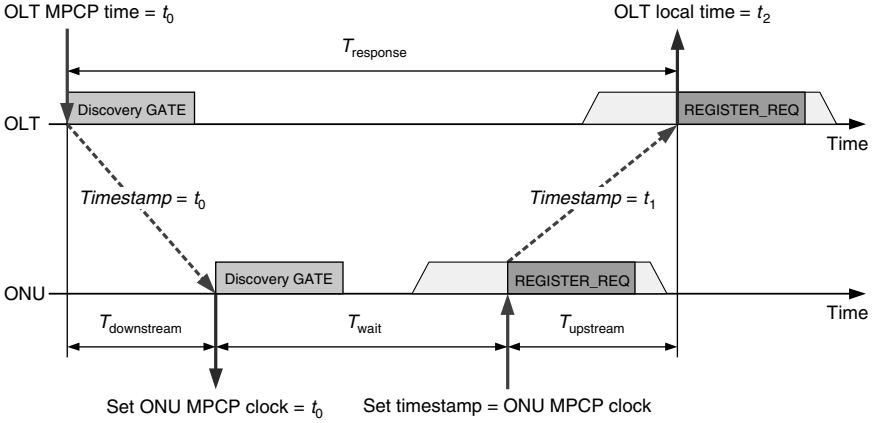 OLT MPCP time = t0
OLT local time = t2
Tresponse
Discovery GATE
REGISTER_REQ
OLT
Time
Timestamp = t0
Timestamp = t1
Discovery GATE
REGISTER_REQ
ONU
Time
Tdownstream
Twait
Tupstream
Set ONU MPCP clock = t0
Set timestamp = ONU MPCP clock